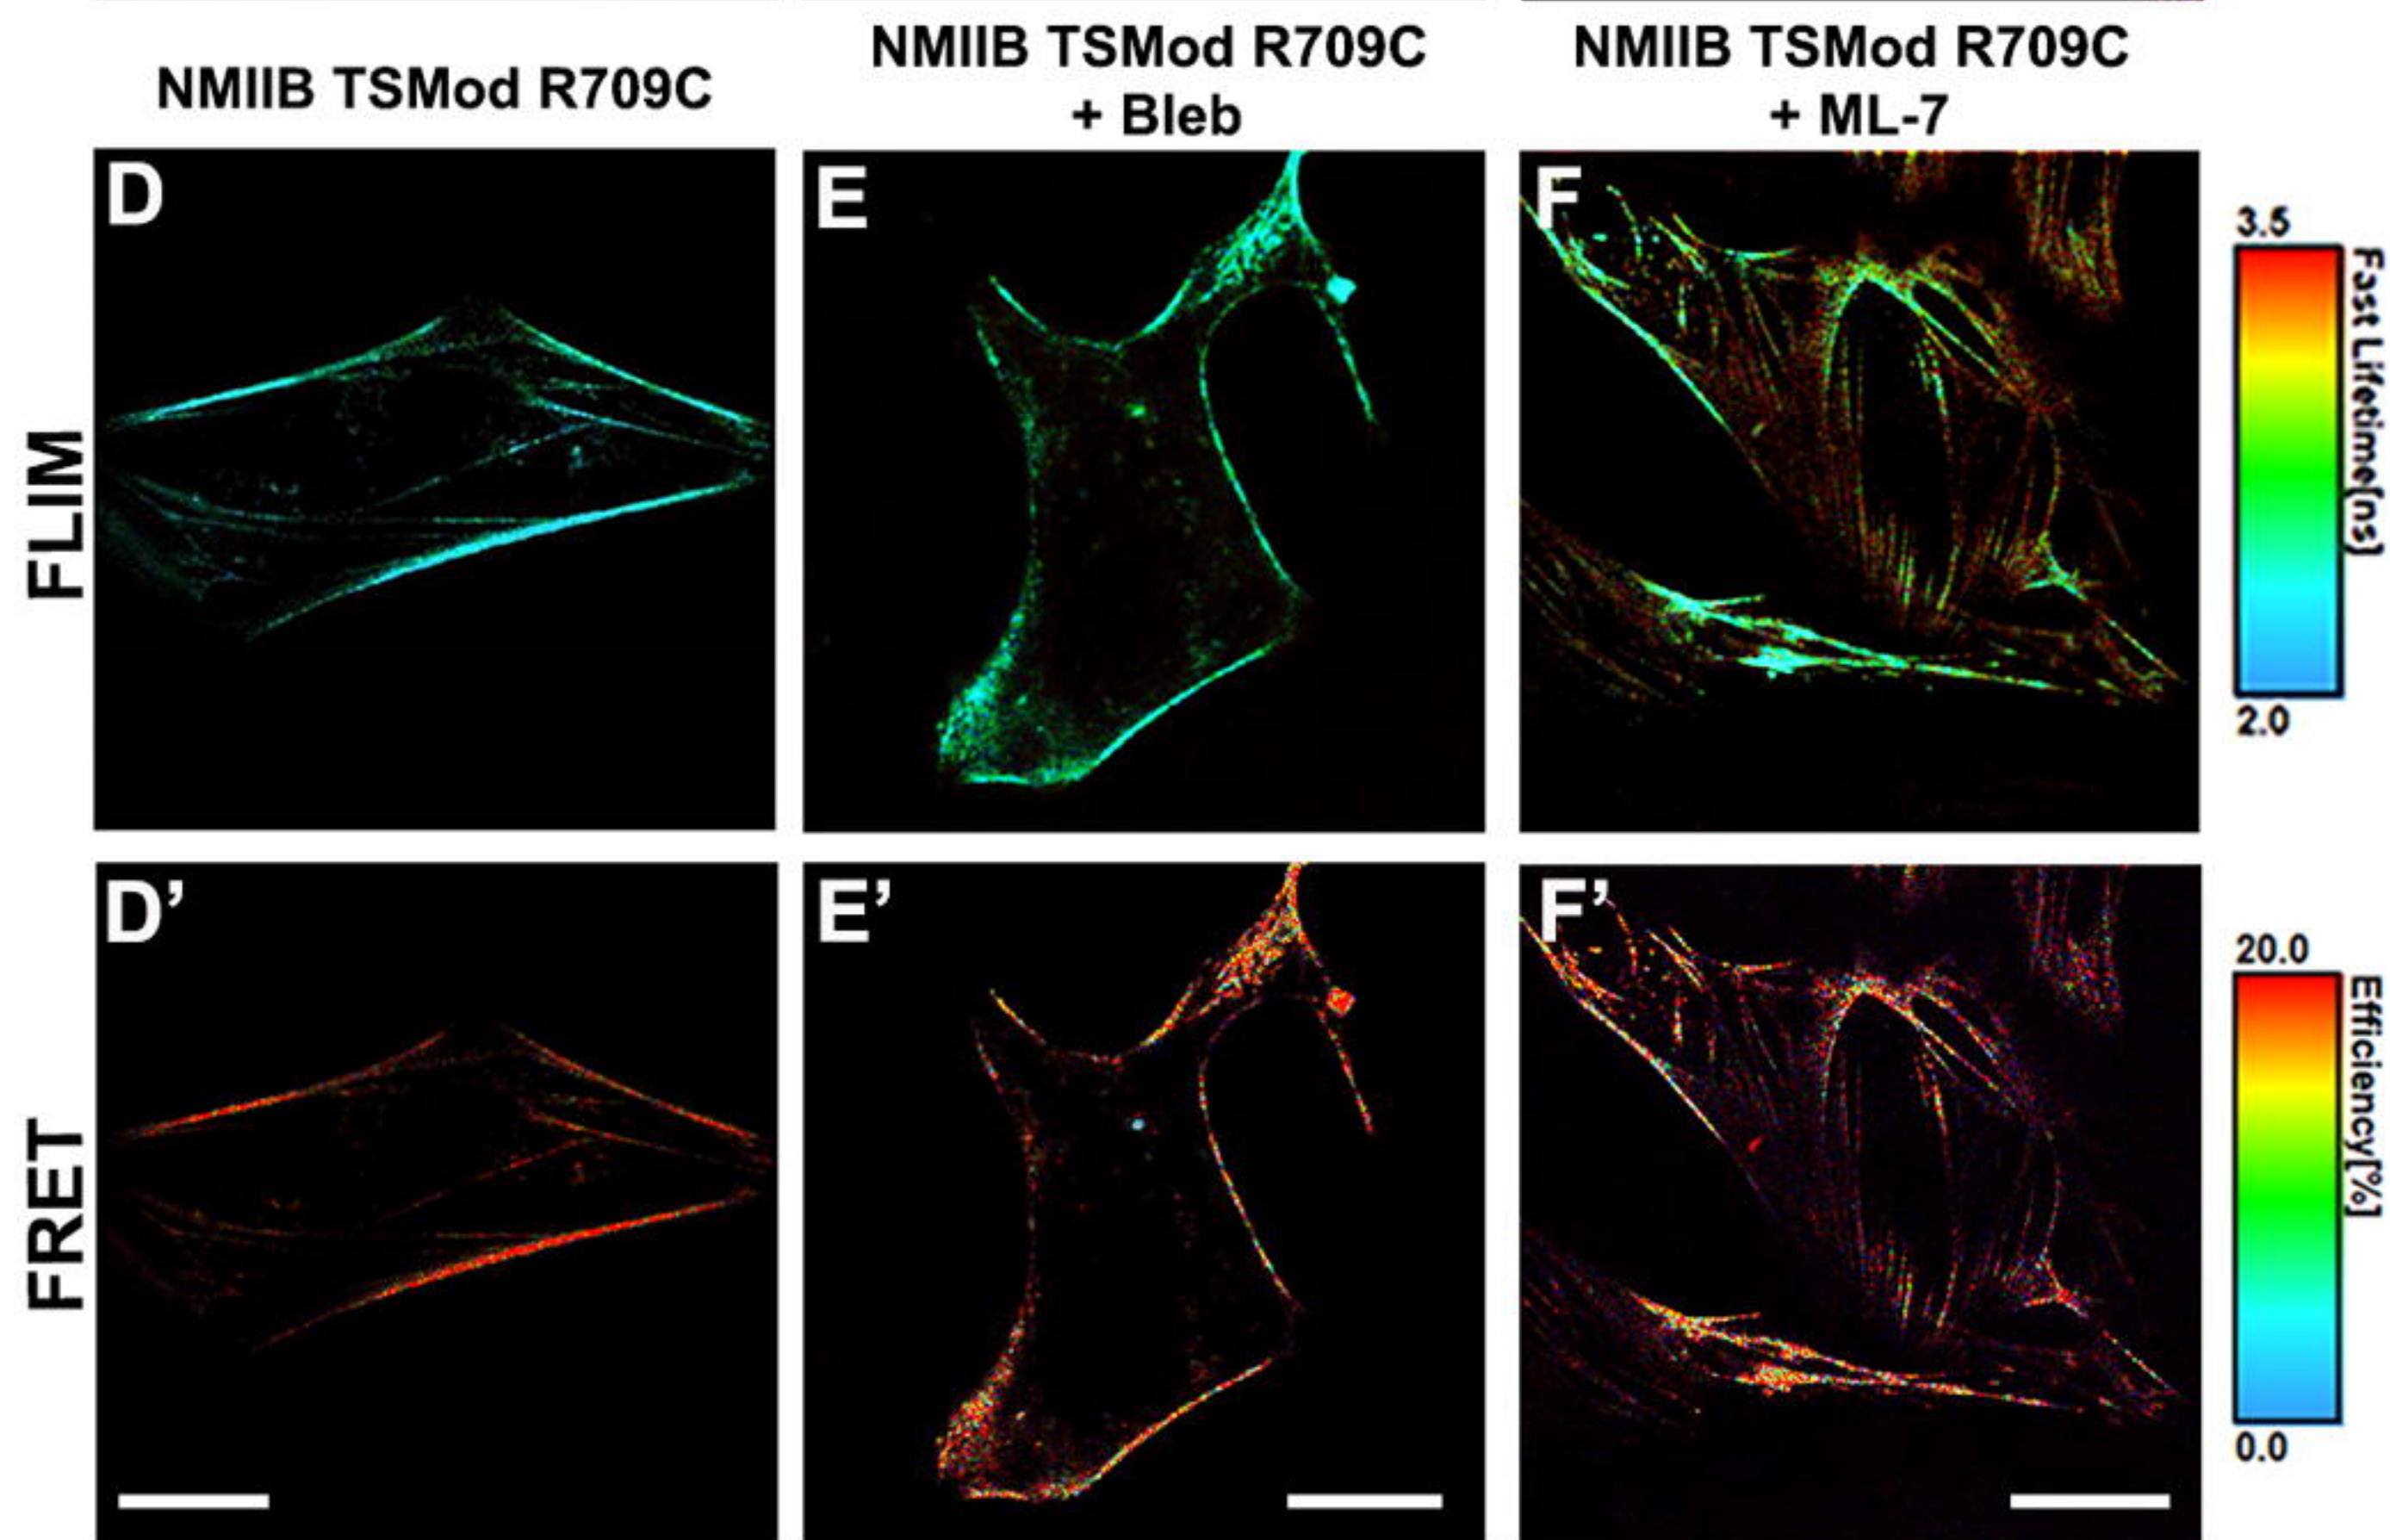 NMIIB TSMod R709C
NMIIB TSMod R709C
+ Bleb
NMIIB TSMod R709C
+ ML-7
FLIM
D
E
F
3.5
Fast Lifetime[ns]
2.0
FRET
D’
E’
F’
20.0
Efficiency[%]
0.0